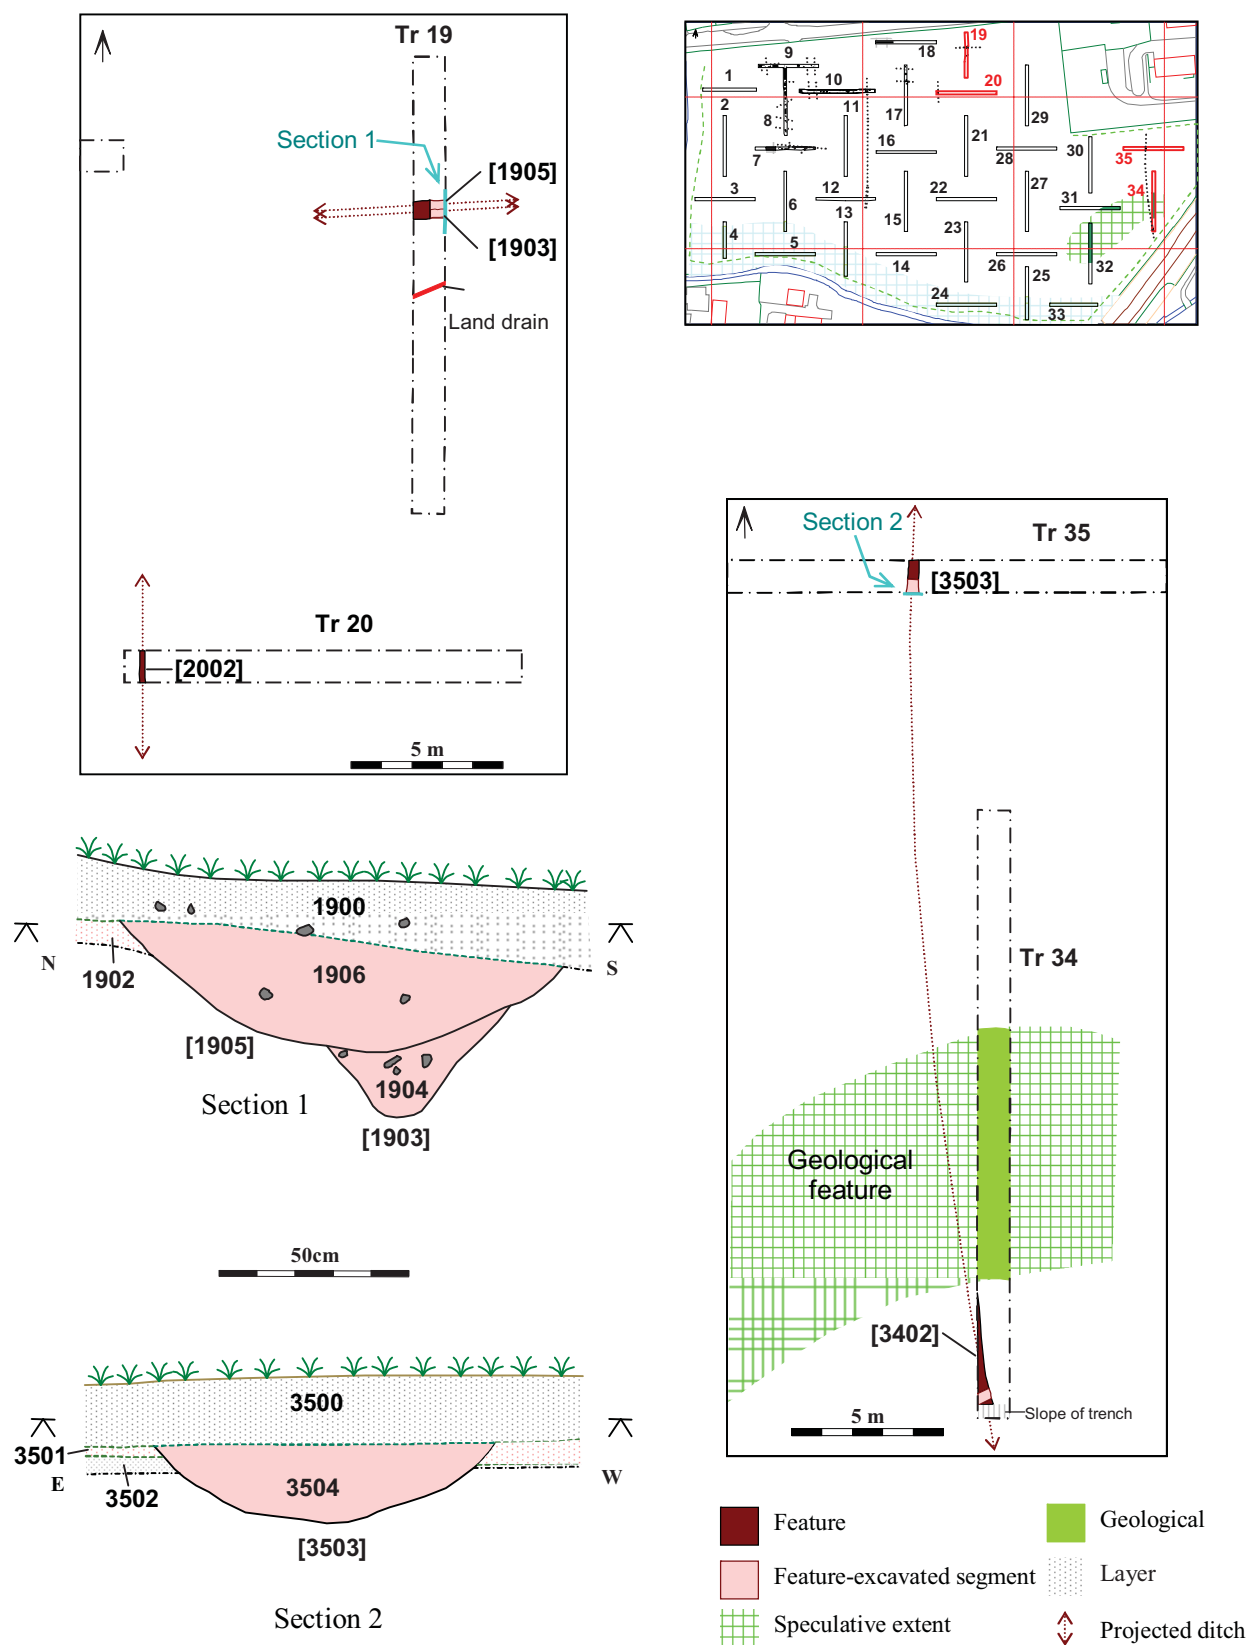 Tr 19
Section 1
[1905]
[1903]
Land drain
Tr 20
[2002]
5 m
1
2
3
4
5
6
7
8
9
10
11
12
13
14
15
16
17
18
19
20
21
22
23
24
25
26
27
28
29
30
31
32
33
34
35
Section 2
Tr 35
[3503]
Tr 34
Geological
feature
[3402]
Slope of trench
5 m
1900
N
S
1902
1906
[1905]
1904
Section 1
[1903]
50cm
3500
3501
E
W
3502
3504
[3503]
Section 2
Feature
Geological
Feature-excavated segment
Layer
Speculative extent
Projected ditch